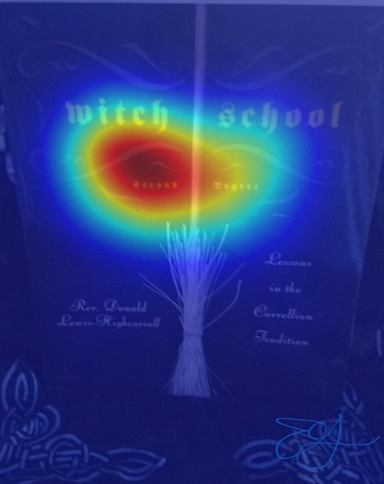 witch school
Second Degree
Lessons
in the
Correllian
Tradition
Rev. Donald
Lewis-Highcorrell